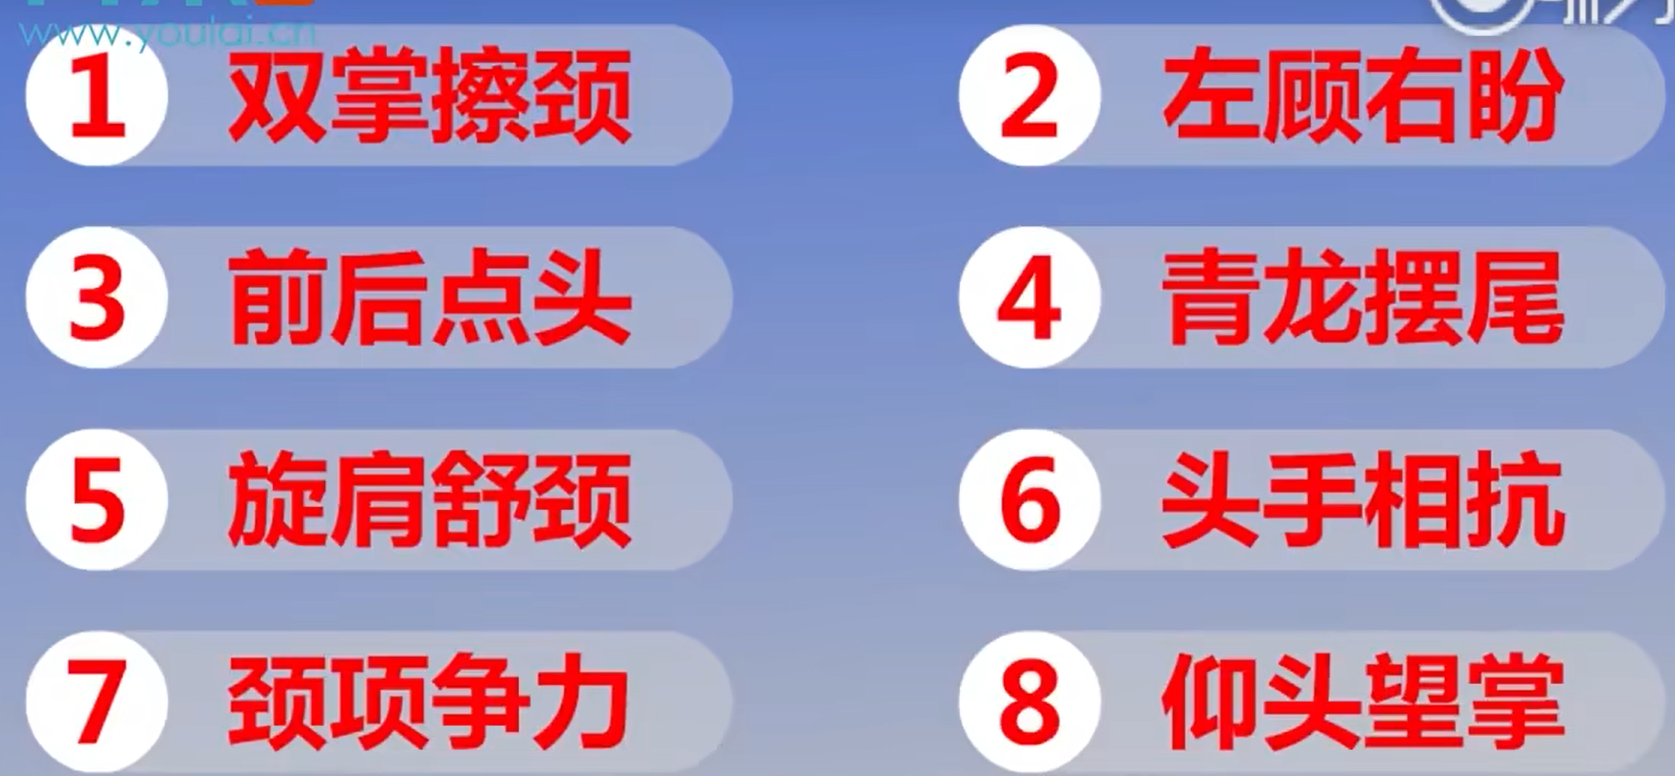 www.youlai.cn
1 双掌擦颈
2 左顾右盼
3 前后点头
4 青龙摆尾
5 旋肩舒颈
6 头手相抗
7 颈项争力
8 仰头望掌